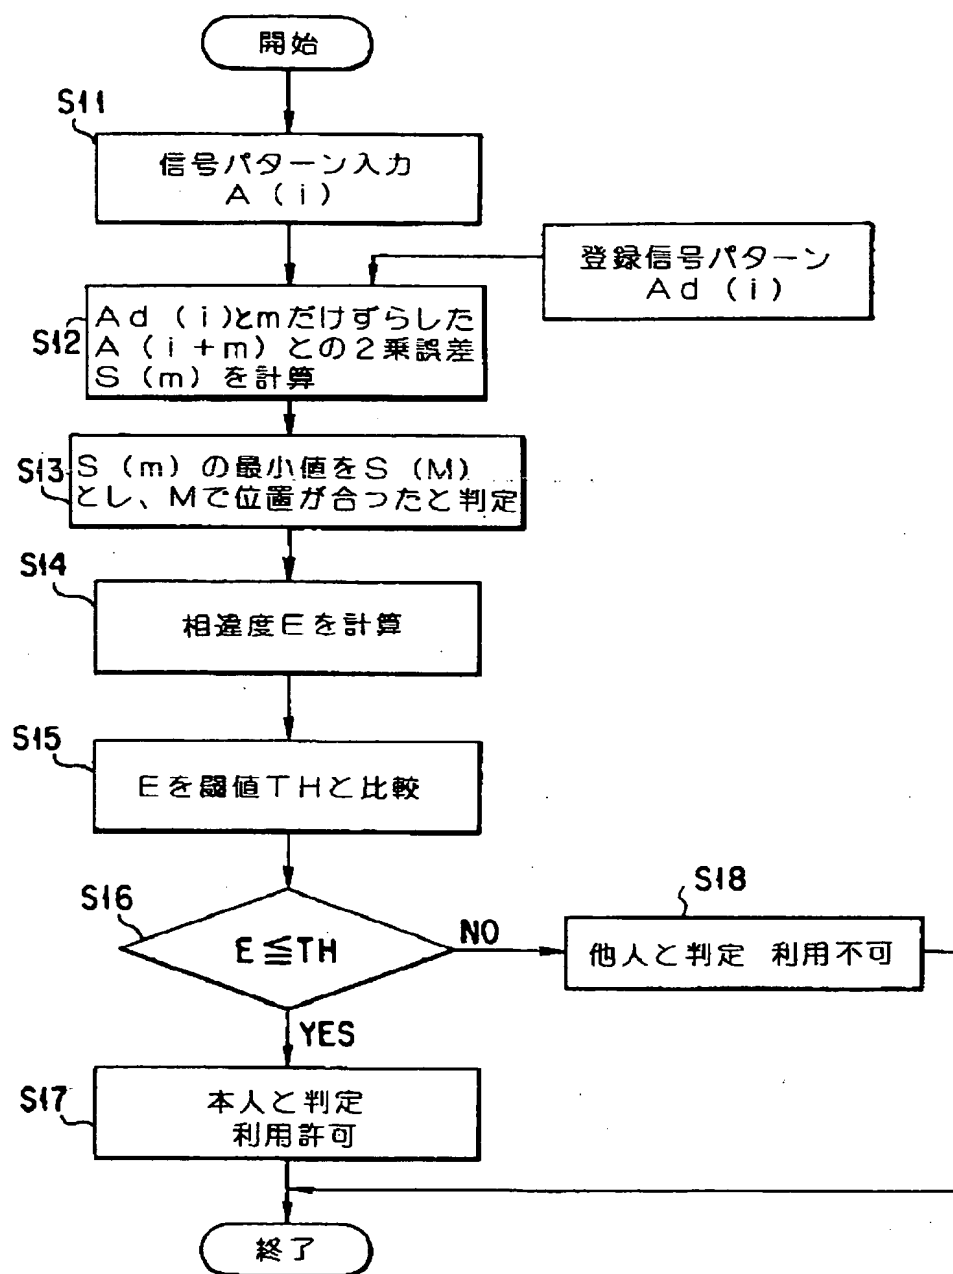 開始
S11
信号パターン入力
A (i)
登録信号パターン
Ad (i)
S12
Ad (i)とmだけずらした
A (i+m) との2乗誤差
S (m) を計算
S13
S (m) の最小値をS (M)
とし、Mで位置が合ったと判定
S14
相違度Eを計算
S15
Eを閾値THと比較
S16
E≦TH
NO
S18
他人と判定 利用不可
YES
S17
本人と判定
利用許可
終了